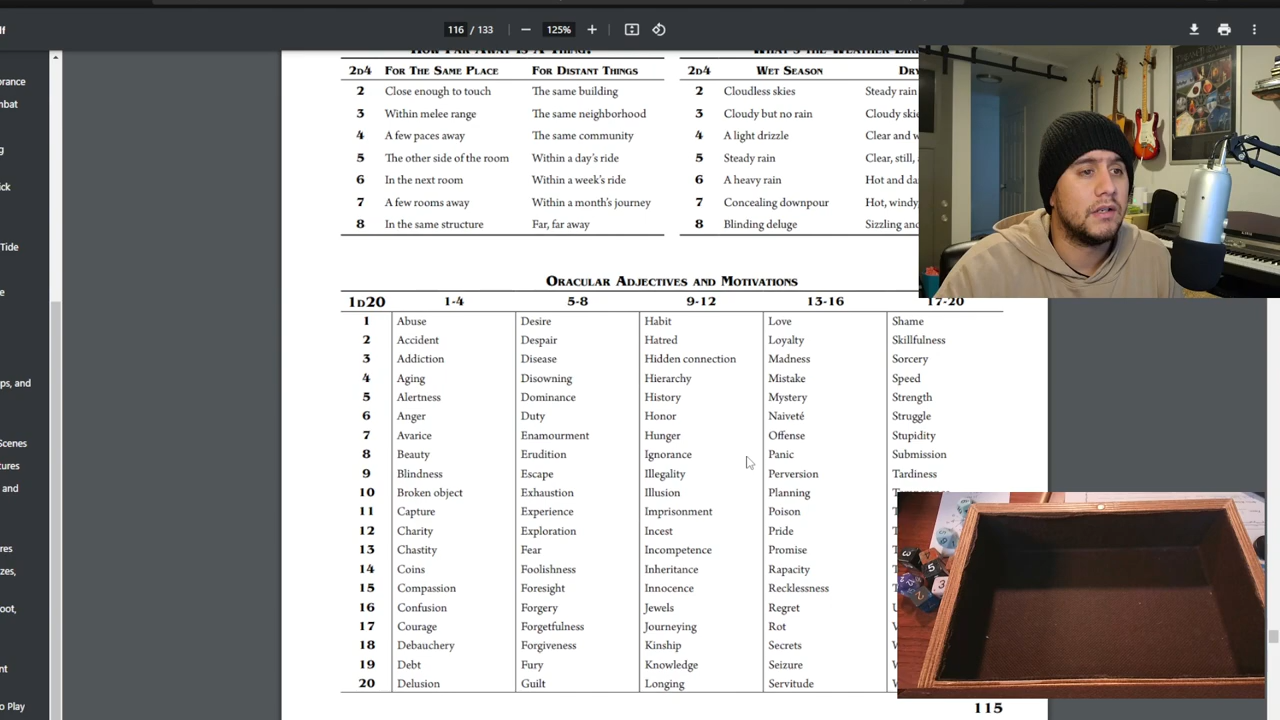 lf
116 / 133
125%
2D4 FOR THE SAME PLACE FOR DISTANT THINGS
2 Close enough to touch The same building
3 Within melee range The same neighborhood
4 A few paces away The same community
5 The other side of the room Within a day's ride
6 In the next room Within a week's ride
7 A few rooms away Within a month's journey
8 In the same structure Far, far away
2D4 WET SEASON DRY
2 Cloudless skies Steady rain
3 Cloudy but no rain Cloudy
4 A light drizzle Clear and
5 Steady rain Clear, still,
6 A heavy rain Hot and
7 Concealing downpour Hot, windy
8 Blinding deluge Sizzling and
ORACULAR ADJECTIVES AND MOTIVATIONS
1D20 1-4 5-8 9-12 13-16 17-20
1 Abuse Desire Habit Love Shame
2 Accident Despair Hatred Loyalty Skillfulness
3 Addiction Disease Hidden connection Madness Sorcery
4 Aging Disowning Hierarchy Mistake Speed
5 Alertness Dominance History Mystery Strength
6 Anger Duty Honor Naiveté Struggle
7 Avarice Enamourment Hunger Offense Stupidity
8 Beauty Erudition Ignorance Panic Submission
9 Blindness Escape Illegality Perversion Tardiness
10 Broken object Exhaustion Illusion Planning
11 Capture Experience Imprisonment Poison
12 Charity Exploration Incest Pride
13 Chastity Fear Incompetence Promise
14 Coins Foolishness Inheritance Rapacity
15 Compassion Foresight Innocence Recklessness
16 Confusion Forgery Jewels Regret
17 Courage Forgetfulness Journeying Rot
18 Debauchery Forgiveness Kinship Secrets
19 Debt Fury Knowledge Seizure
20 Delusion Guilt Longing Servitude
115